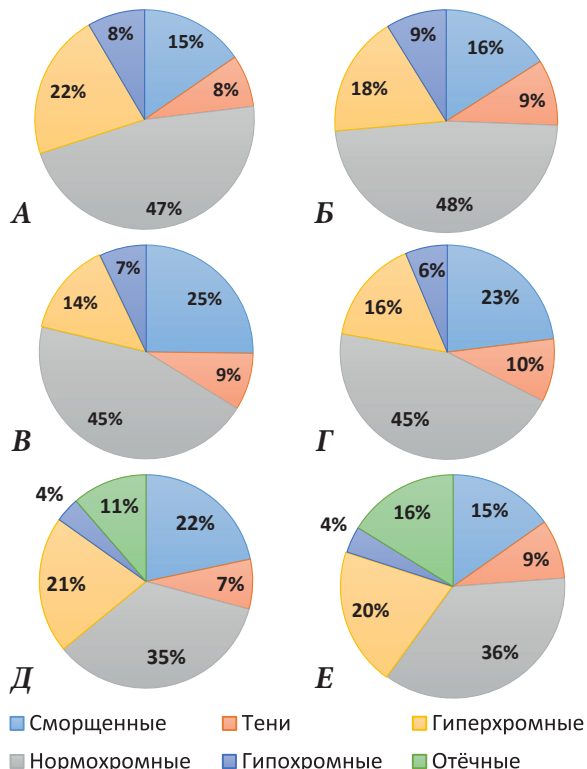 8% 15% 8% 47% 22%
А
9% 16% 9% 48% 18%
Б
7% 25% 9% 45% 14%
В
6% 23% 10% 45% 16%
Г
4% 11% 22% 7% 35% 21%
Д
4% 16% 15% 9% 36% 20%
Е
Сморщенные Тени Гиперхромные
Нормохромные Гипохромные Отёчные